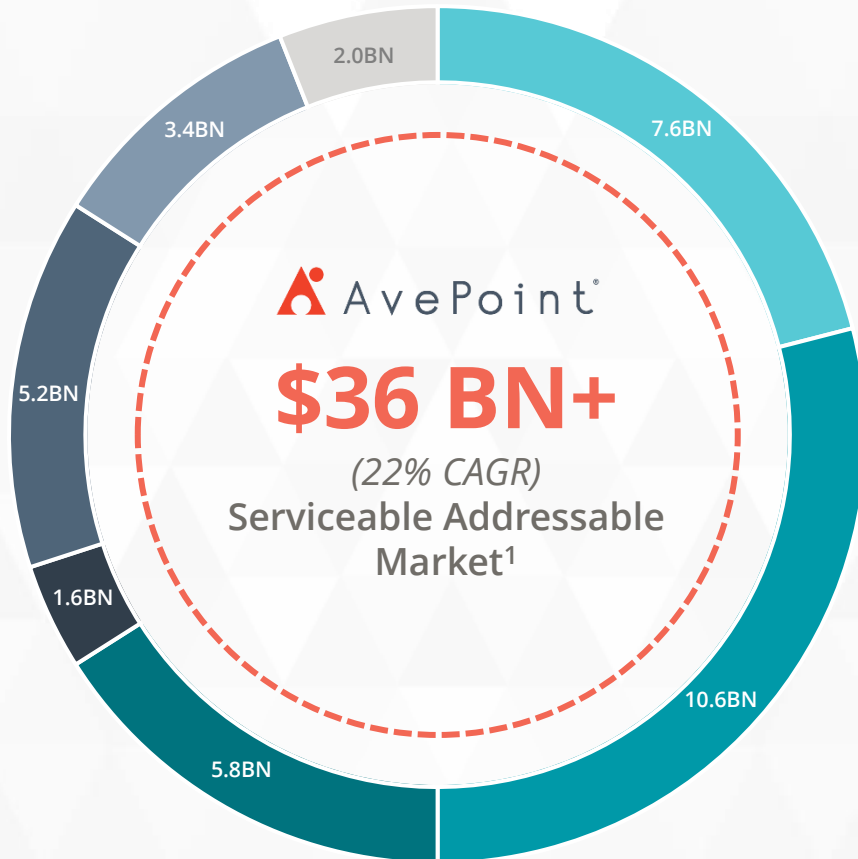 2.0BN
7.6BN
3.4BN
AvePoint®
$36 BN+
(22% CAGR)
5.2BN
Serviceable Addressable
Market¹
1.6BN
10.6BN
5.8BN